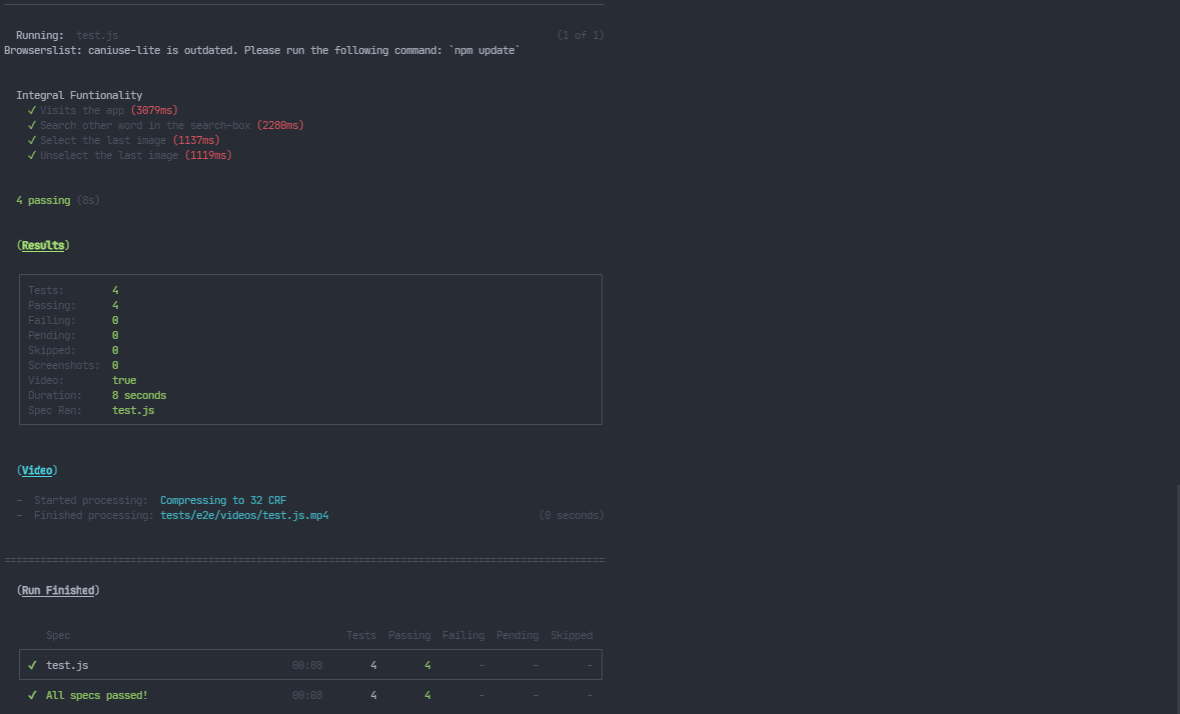 Running:  test.js (1 of 1)
Browserslist: caniuse-lite is outdated. Please run the following command: `npm update`
Integral Funtionality
✓ Visits the app (3079ms)
✓ Search other word in the search-box (2280ms)
✓ Select the last image (1137ms)
✓ Unselect the last image (1119ms)
4 passing (8s)
(Results)
Tests: 4
Passing: 4
Failing: 0
Pending: 0
Skipped: 0
Screenshots: 0
Video: true
Duration: 8 seconds
Spec Ran: test.js
(Video)
- Started processing: Compressing to 32 CRF
- Finished processing: tests/e2e/videos/test.js.mp4 (0 seconds)
(Run Finished)
Spec Tests Passing Failing Pending Skipped
✓ test.js 00:08 4 4 - - -
✓ All specs passed! 00:08 4 4 - - -